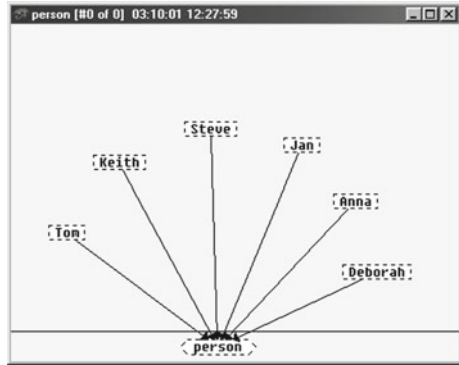 person [#0 of 0] 03:10:01 12:27:59
Steve
Jan
Keith
Anna
Tom
Deborah
person